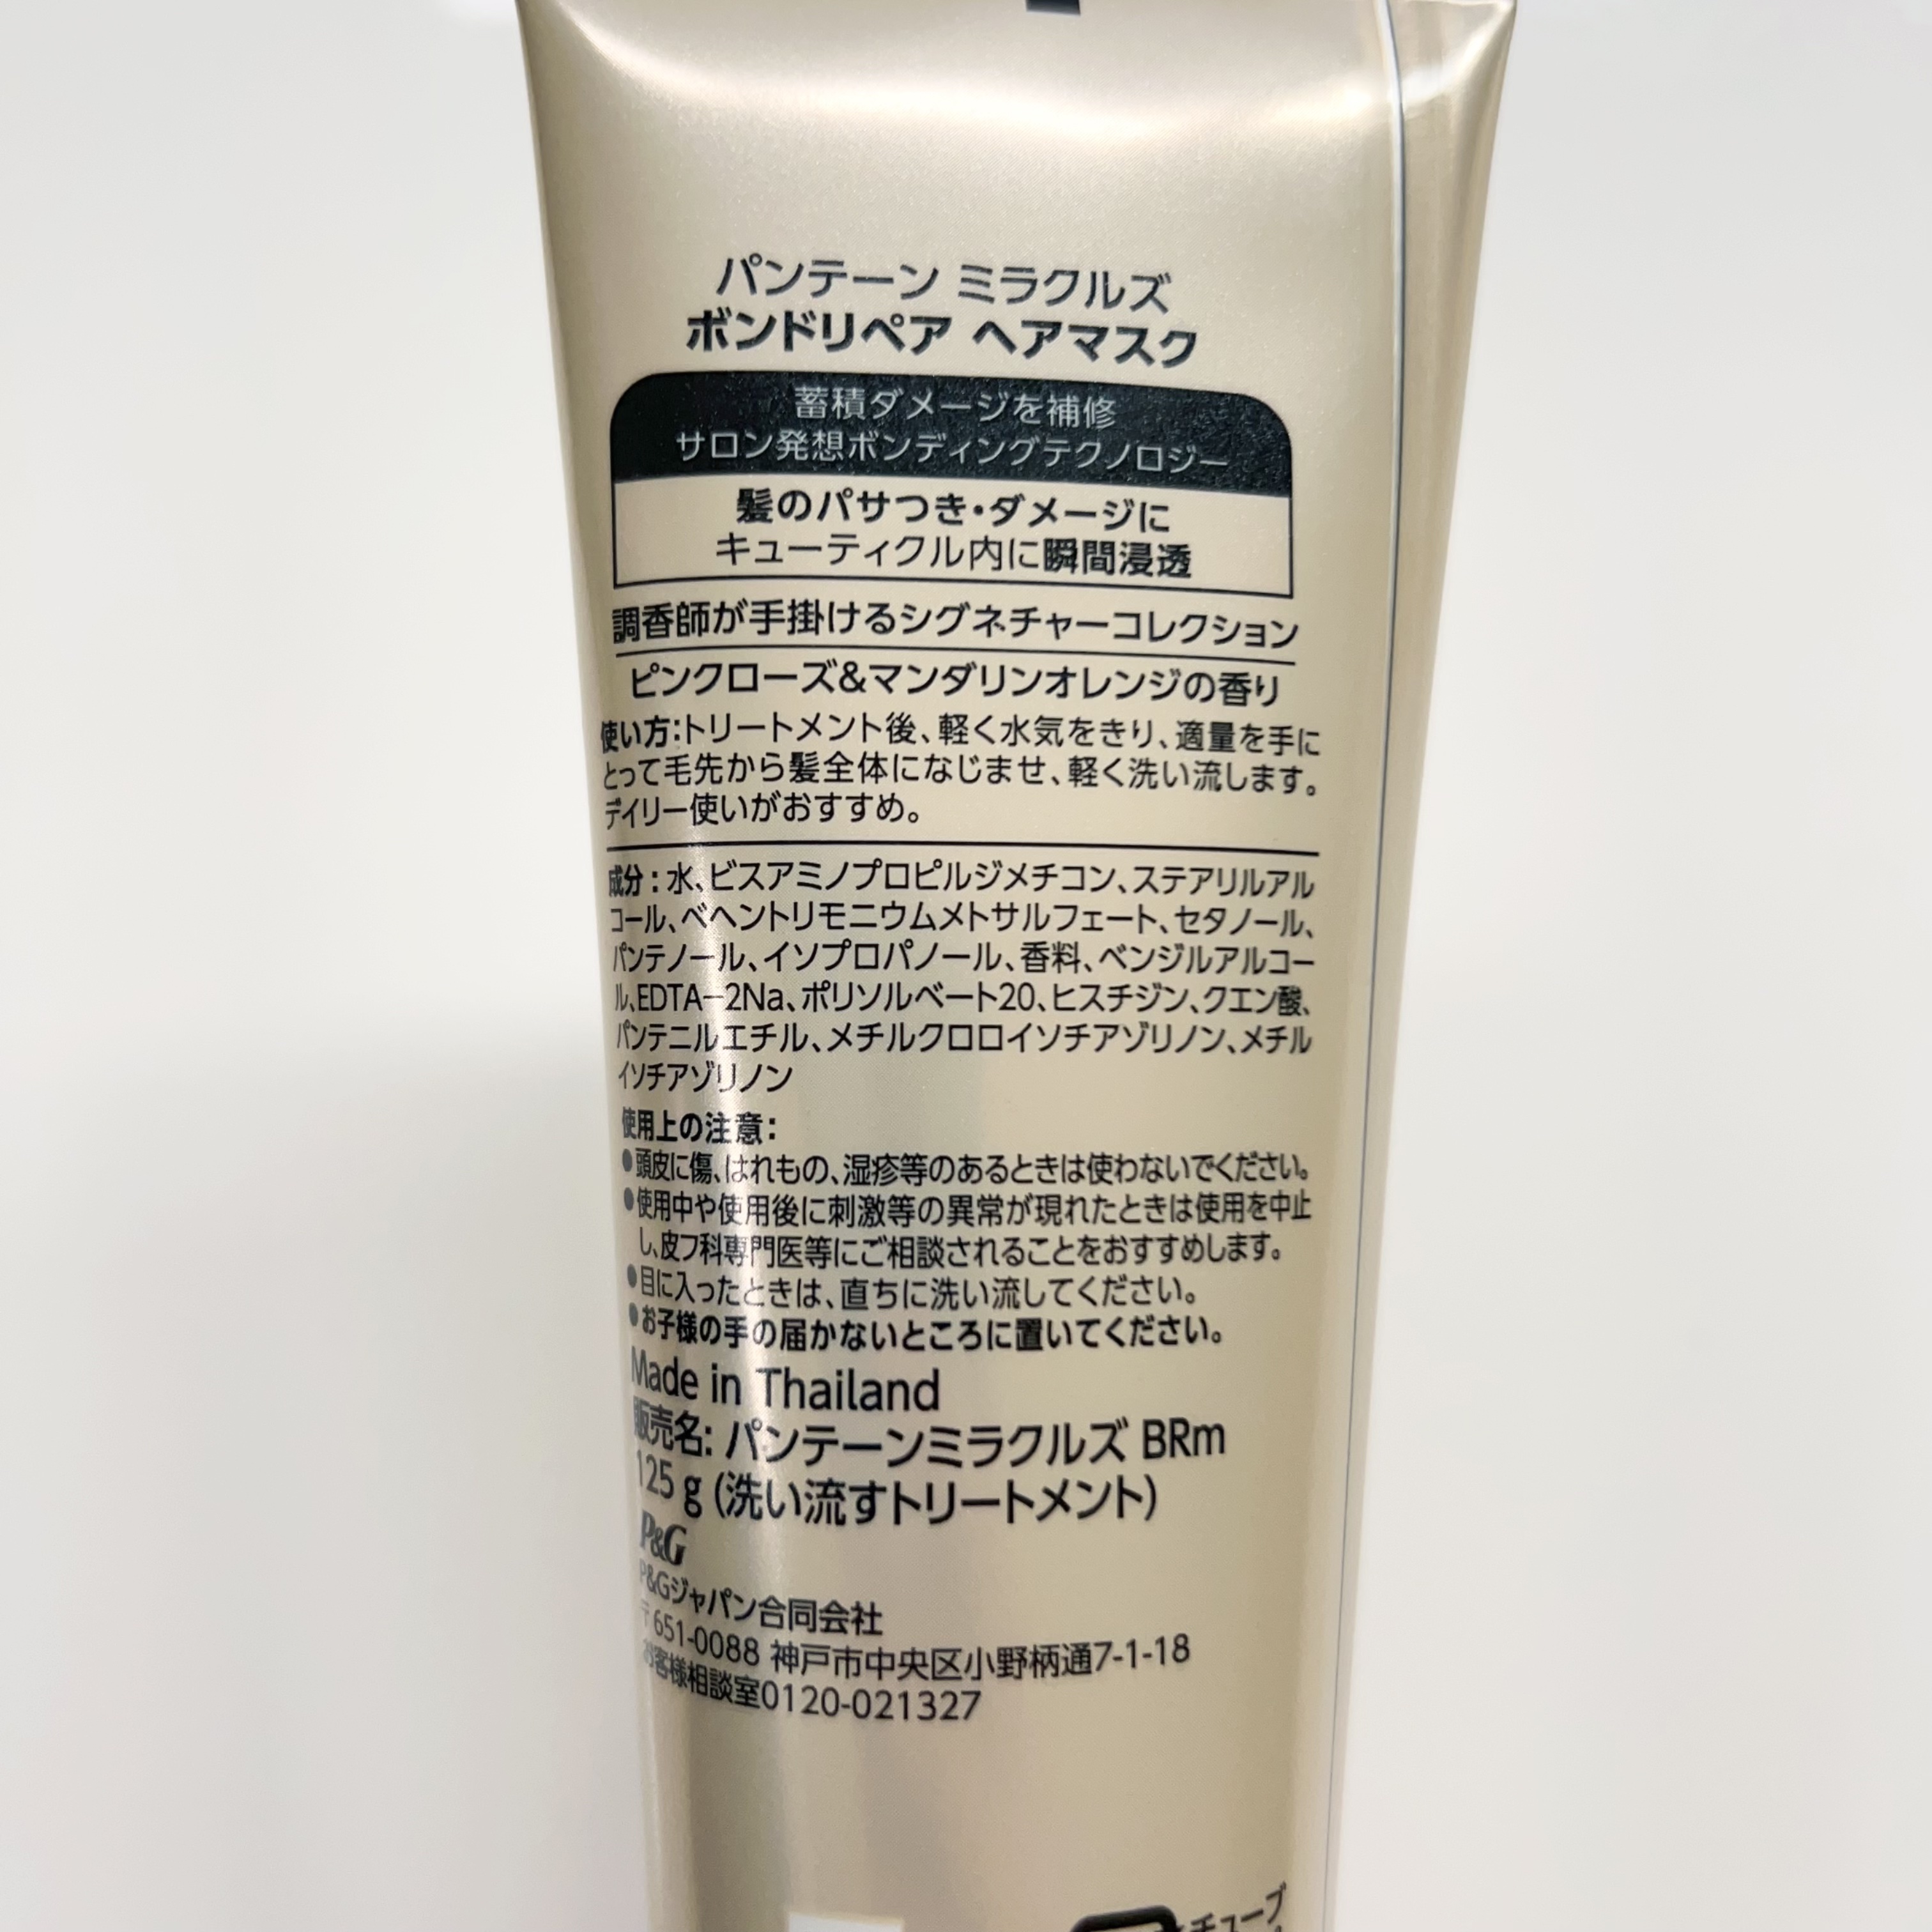 パンテーン ミラクルズ
ボンドリペア ヘアマスク
蓄積ダメージを補修
サロン発想ボンディングテクノロジー
髪のパサつき・ダメージに
キューティクル内に瞬間浸透
調香師が手掛けるシグネチャーコレクション
ピンクローズ&マンダリンオレンジの香り
使い方:トリートメント後、軽く水気をきり、適量を手に
とって毛先から髪全体になじませ、軽く洗い流します。
デイリー使いがおすすめ。
成分:水、ビスアミノプロピルジメチコン、ステアリルアル
コール、ベヘントリモニウムメトサルフェート、セタノール、
パンテノール、イソプロパノール、香料、ベンジルアルコー
ル、EDTA−2Na、ポリソルベート20、ヒスチジン、クエン酸、
パンテニルエチル、メチルクロロイソチアゾリノン、メチル
イソチアゾリノン
使用上の注意:
●頭皮に傷、はれもの、湿疹等のあるときは使わないでください。
●使用中や使用後に刺激等の異常が現れたときは使用を中止
し、皮フ科専門医等にご相談されることをおすすめします。
●目に入ったときは、直ちに洗い流してください。
●お子様の手の届かないところに置いてください。
Made in Thailand
販売名: パンテーンミラクルズ BRm
125 g (洗い流すトリートメント)
P&G
P&Gジャパン合同会社
〒651-0088 神戸市中央区小野柄通7-1-18
お客様相談室0120-021327
チューブ